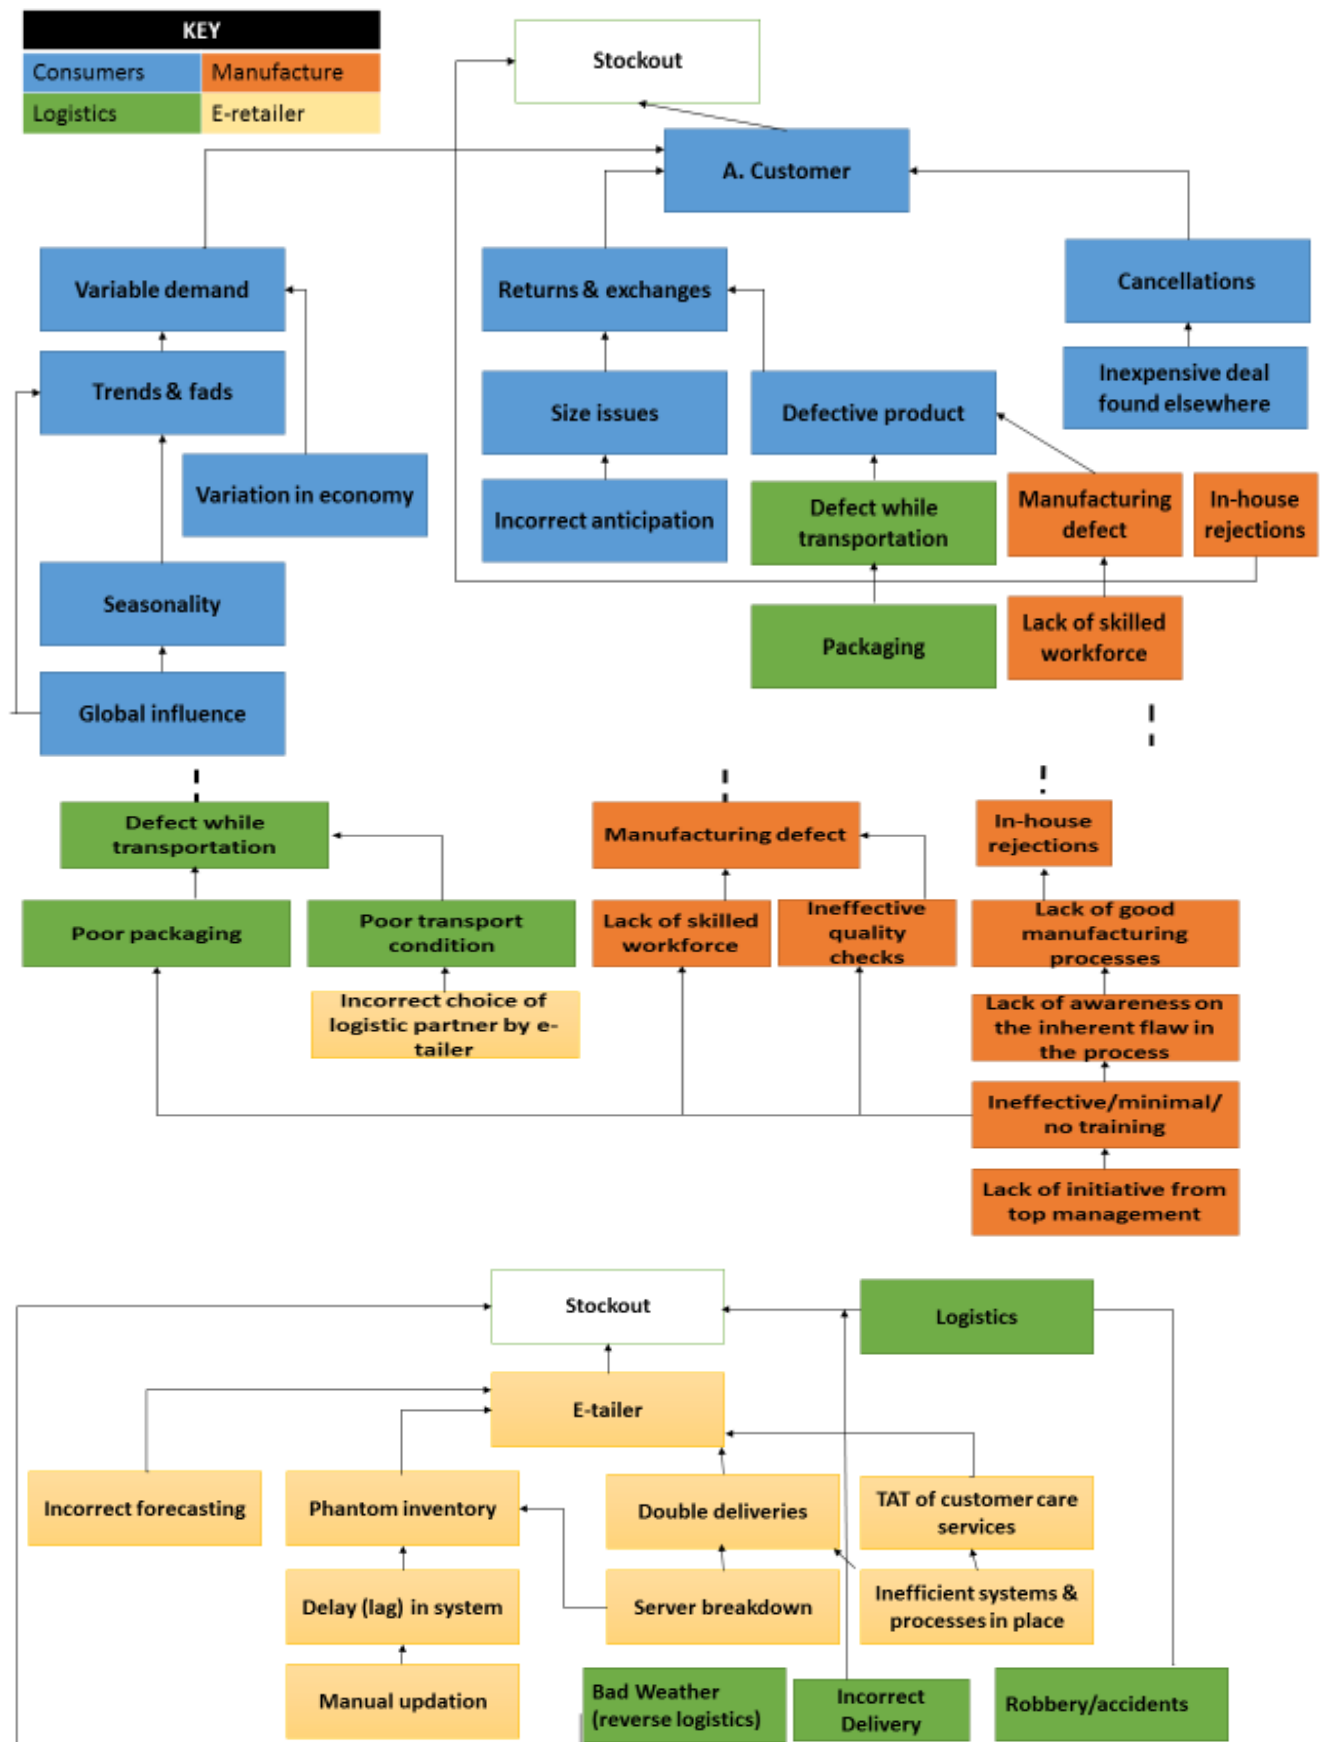 KEY
Consumers
Manufacture
Logistics
E-retailer
Stockout
A. Customer
Variable demand
Returns & exchanges
Cancellations
Trends & fads
Size issues
Defective product
Inexpensive deal
found elsewhere
Variation in economy
Incorrect anticipation
Defect while
transportation
Manufacturing
defect
In-house
rejections
Seasonality
Packaging
Lack of skilled
workforce
Global influence
Defect while
transportation
Manufacturing defect
In-house
rejections
Poor packaging
Poor transport
condition
Lack of skilled
workforce
Ineffective
quality
checks
Lack of good
manufacturing
processes
Incorrect choice of
logistic partner by e-
tailer
Lack of awareness on
the inherent flaw in
the process
Ineffective/minimal/
no training
Lack of initiative from
top management
Stockout
Logistics
E-tailer
Incorrect forecasting
Phantom inventory
Double deliveries
TAT of customer care
services
Delay (lag) in system
Server breakdown
Inefficient systems &
processes in place
Manual updation
Bad Weather
(reverse logistics)
Incorrect
Delivery
Robbery/accidents